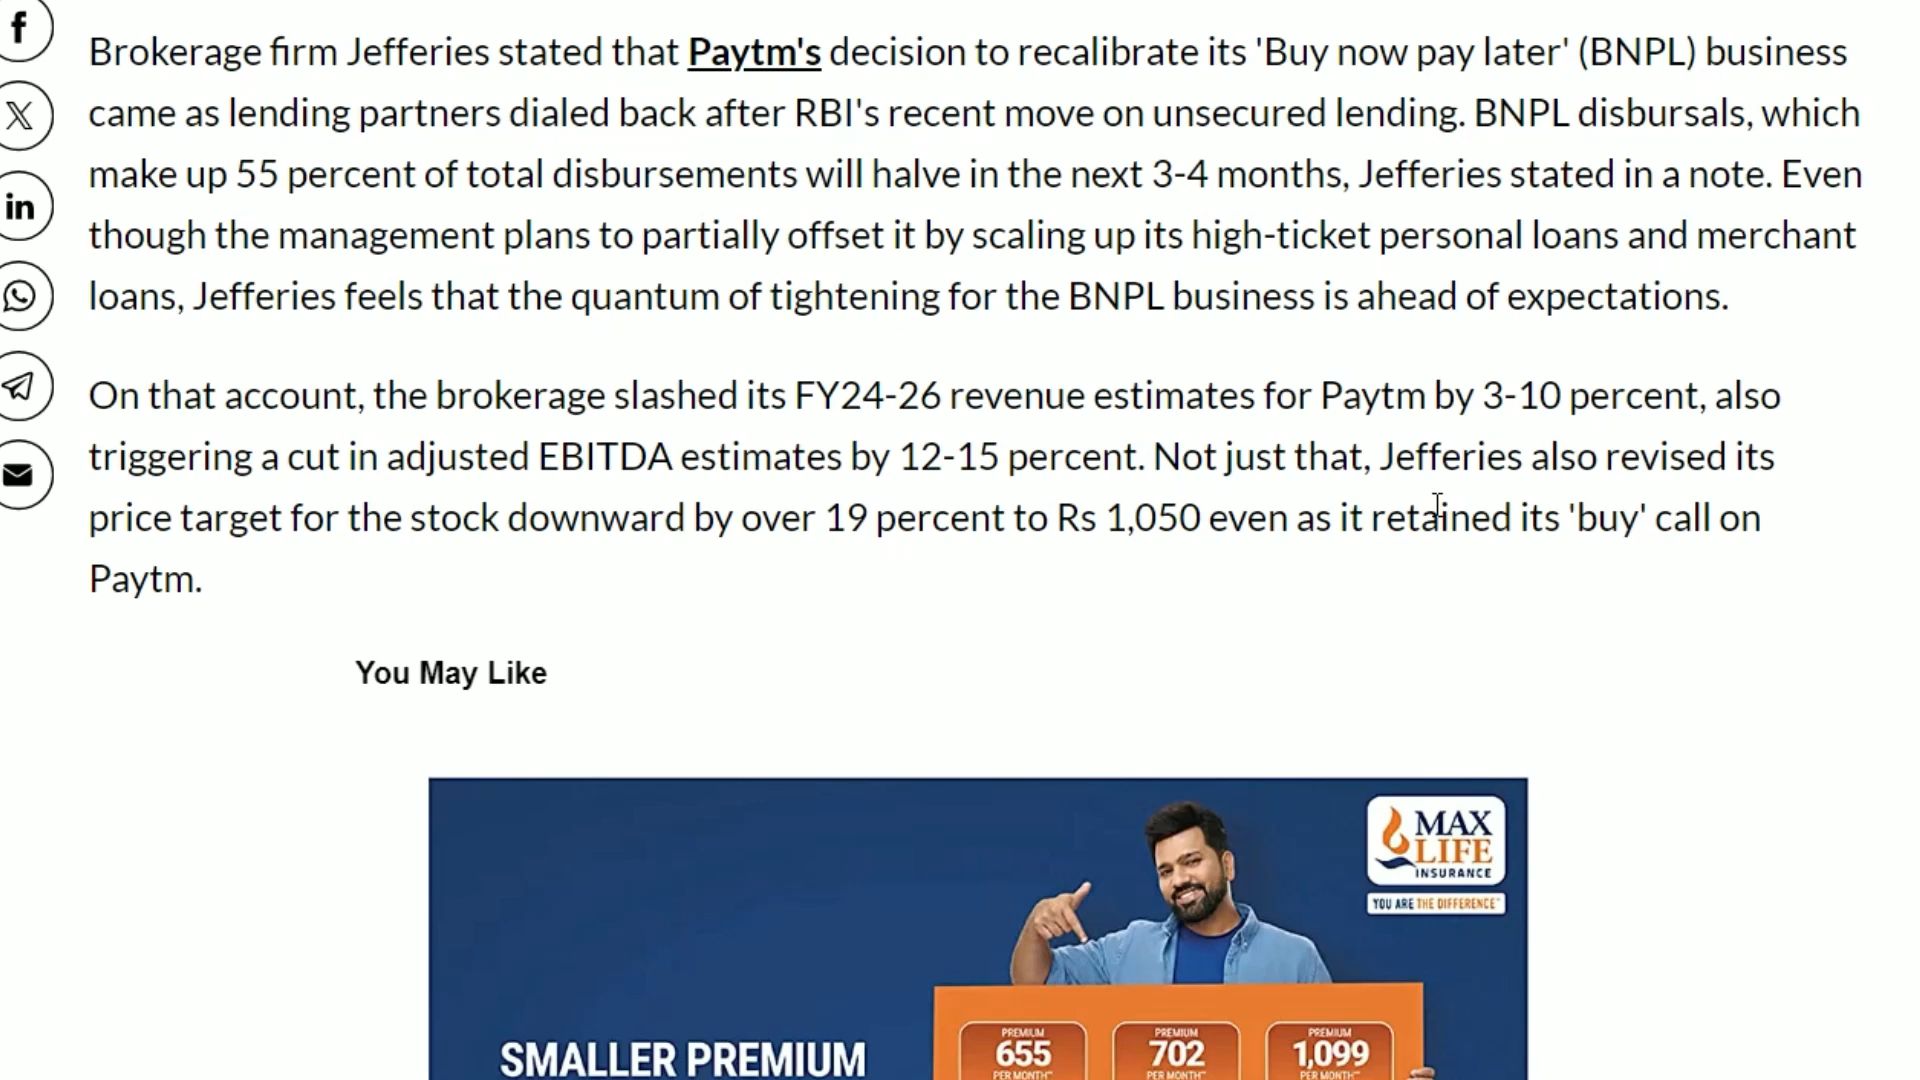 Brokerage firm Jefferies stated that Paytm's decision to recalibrate its 'Buy now pay later' (BNPL) business
came as lending partners dialed back after RBI's recent move on unsecured lending. BNPL disbursals, which
make up 55 percent of total disbursements will halve in the next 3-4 months, Jefferies stated in a note. Even
though the management plans to partially offset it by scaling up its high-ticket personal loans and merchant
loans, Jefferies feels that the quantum of tightening for the BNPL business is ahead of expectations.
On that account, the brokerage slashed its FY24-26 revenue estimates for Paytm by 3-10 percent, also
triggering a cut in adjusted EBITDA estimates by 12-15 percent. Not just that, Jefferies also revised its
price target for the stock downward by over 19 percent to Rs 1,050 even as it retained its 'buy' call on
Paytm.
You May Like
MAX
LIFE
INSURANCE
YOU ARE THE DIFFERENCE™
SMALLER PREMIUM
PREMIUM
655
PER MONTH
PREMIUM
702
PER MONTH
PREMIUM
1,099
PER MONTH